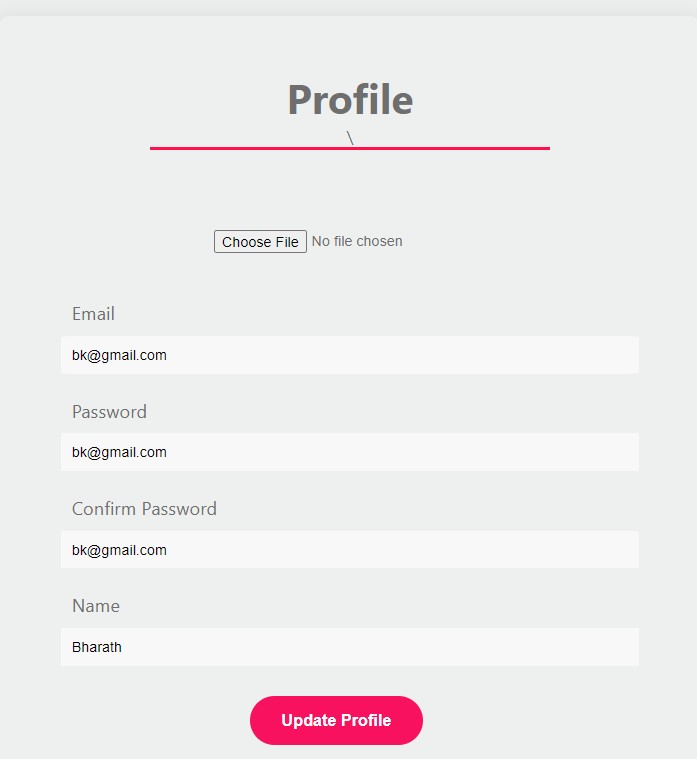 Profile
\
Choose File No file chosen
Email
bk@gmail.com
Password
bk@gmail.com
Confirm Password
bk@gmail.com
Name
Bharath
Update Profile